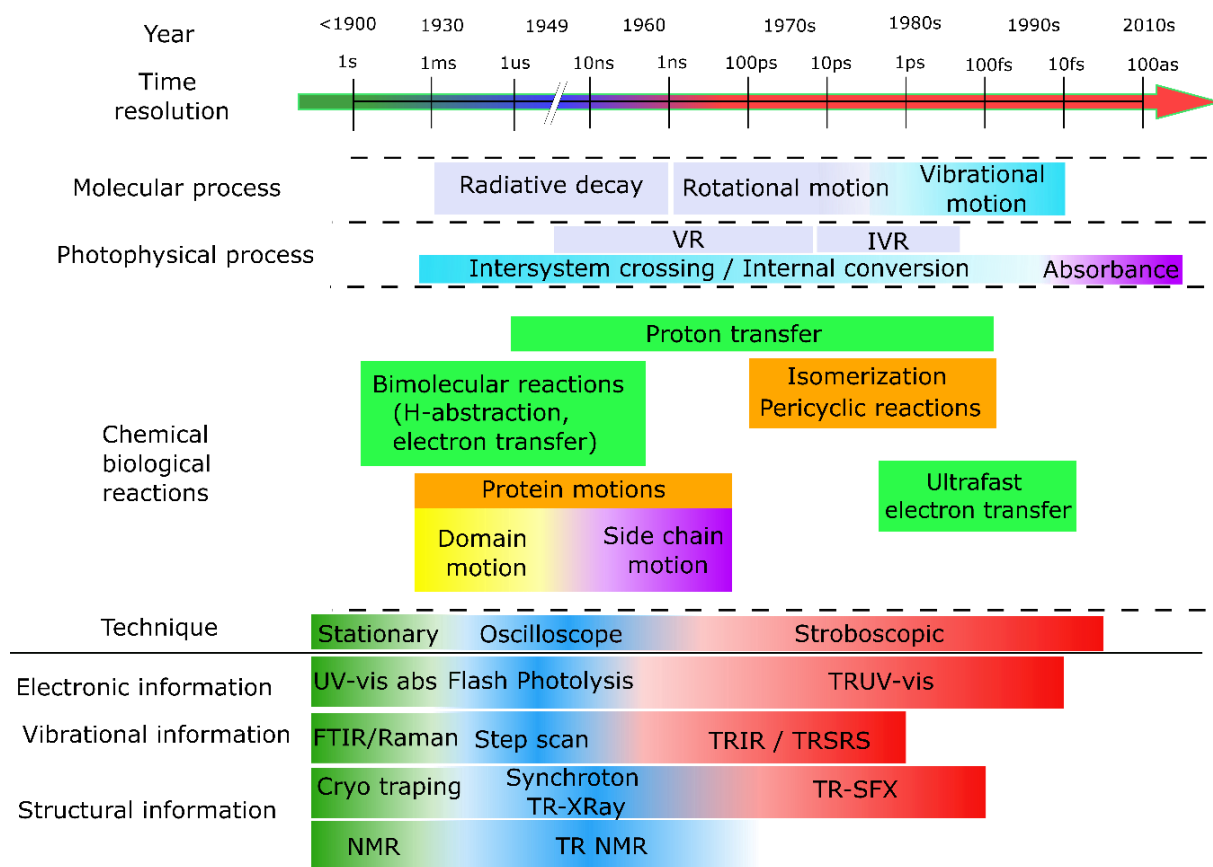 Year <1900 1930 1949 1960 1970s 1980s 1990s 2010s
Time
resolution
1s 1ms 1us 10ns 1ns 100ps 10ps 1ps 100fs 10fs 100as
Molecular process
Radiative decay
Rotational motion
Vibrational
motion
Photophysical process
VR
IVR
Intersystem crossing / Internal conversion
Absorbance
Chemical
biological
reactions
Proton transfer
Bimolecular reactions
(H-abstraction,
electron transfer)
Isomerization
Pericyclic reactions
Protein motions
Domain
motion
Side chain
motion
Ultrafast
electron transfer
Technique
Stationary
Oscilloscope
Stroboscopic
Electronic information
UV-vis abs
Flash Photolysis
TRUV-vis
Vibrational information
FTIR/Raman
Step scan
TRIR / TRSRS
Structural information
Cryo traping
Synchroton
TR-XRay
TR-SFX
NMR
TR NMR